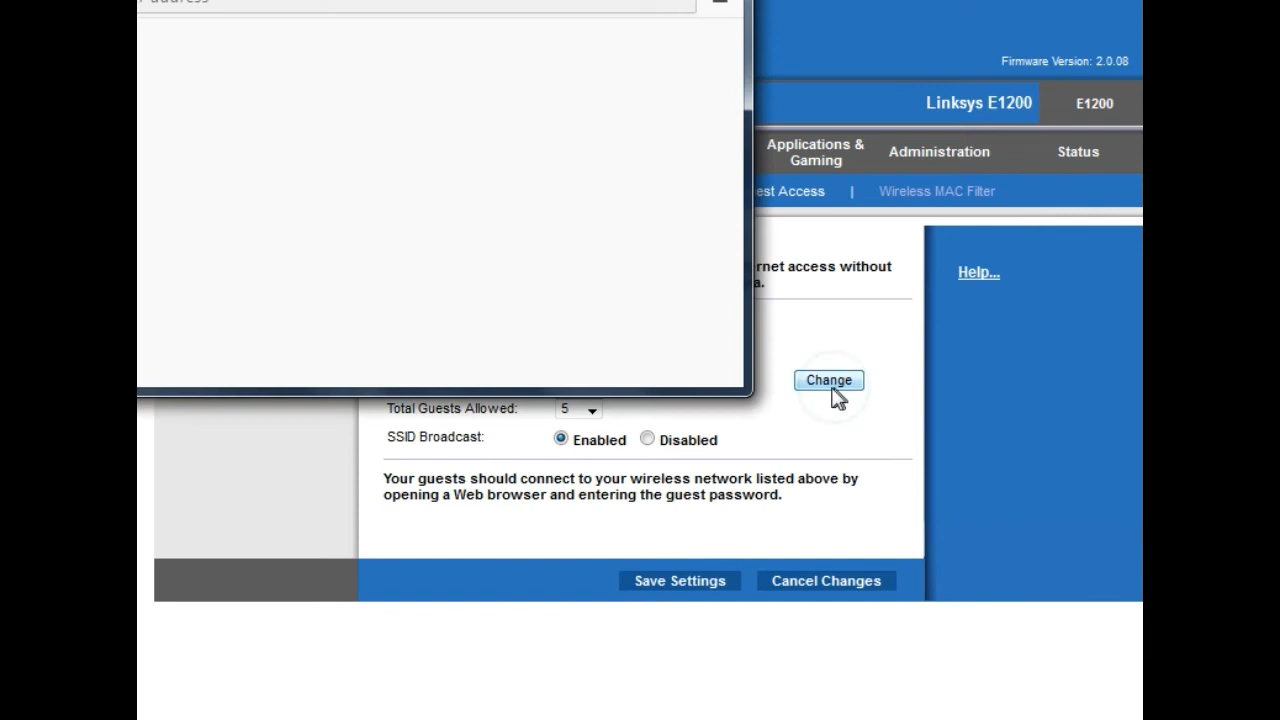 address
Firmware Version: 2.0.08
Linksys E1200
E1200
Applications &
Gaming
Administration
Status
est Access | Wireless MAC Filter
rnet access without
a.
Help...
Change
Total Guests Allowed: 5
SSID Broadcast: Enabled Disabled
Your guests should connect to your wireless network listed above by
opening a Web browser and entering the guest password.
Save Settings
Cancel Changes